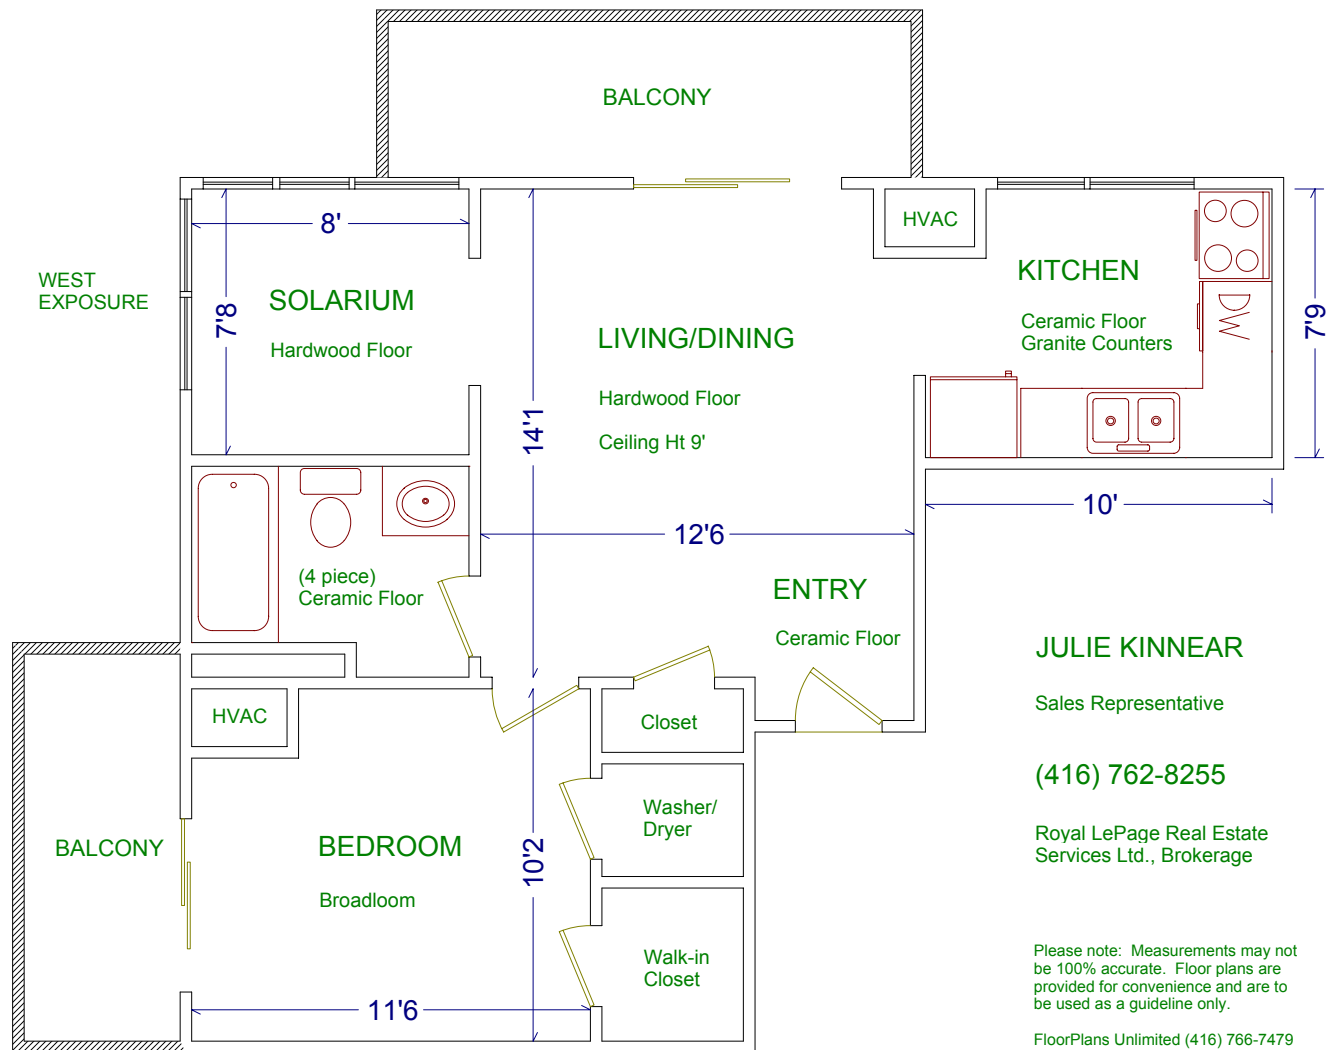 BALCONY
HVAC
8'
WEST
EXPOSURE
SOLARIUM
Hardwood Floor
7'8
LIVING/DINING
Hardwood Floor
Ceiling Ht 9'
14'1
12'6
KITCHEN
Ceramic Floor
Granite Counters
DW
7'9
10'
(4 piece)
Ceramic Floor
ENTRY
Ceramic Floor
HVAC
Closet
Washer/
Dryer
BALCONY
BEDROOM
Broadloom
10'2
11'6
Walk-in
Closet
JULIE KINNEAR
Sales Representative
(416) 762-8255
Royal LePage Real Estate
Services Ltd., Brokerage
Please note: Measurements may not
be 100% accurate. Floor plans are
provided for convenience and are to
be used as a guideline only.
FloorPlans Unlimited (416) 766-7479